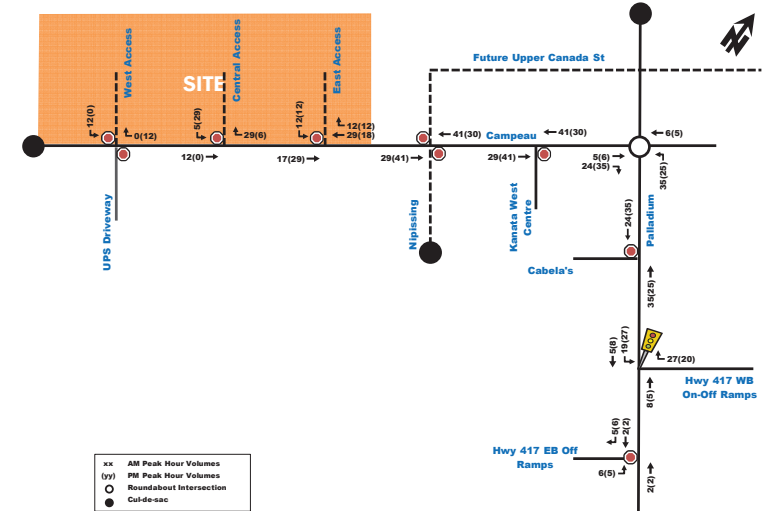 Future Upper Canada St
West Access
Central Access
East Access
SITE
12(0)
0(12)
5(29)
29(6)
12(12)
12(12)
29(18)
41(30)
Campeau
41(30)
6(5)
12(0)
17(29)
29(41)
29(41)
5(6)
24(35)
35(25)
UPS Driveway
Nipissing
Kanata West
Centre
24(35)
Palladium
Cabela's
35(25)
5(8)
19(27)
27(20)
Hwy 417 WB
On-Off Ramps
8(5)
5(6)
2(2)
Hwy 417 EB Off
Ramps
6(5)
2(2)
xx AM Peak Hour Volumes
(yy) PM Peak Hour Volumes
Roundabout Intersection
Cul-de-sac